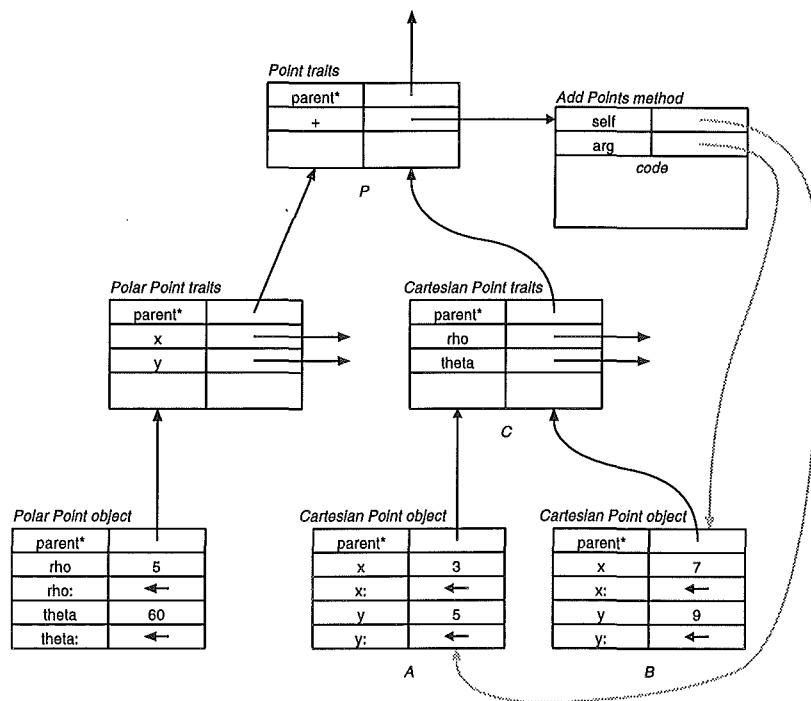 Point traits
parent*
+
P
Add Points method
self
arg
code
Polar Point traits
parent*
x
y
Cartesian Point traits
parent*
rho
theta
C
Polar Point object
parent*
rho 5
rho: ←
theta 60
theta: ←
Cartesian Point object
parent*
x 3
x: ←
y 5
y: ←
A
Cartesian Point object
parent*
x 7
x: ←
y 9
y: ←
B